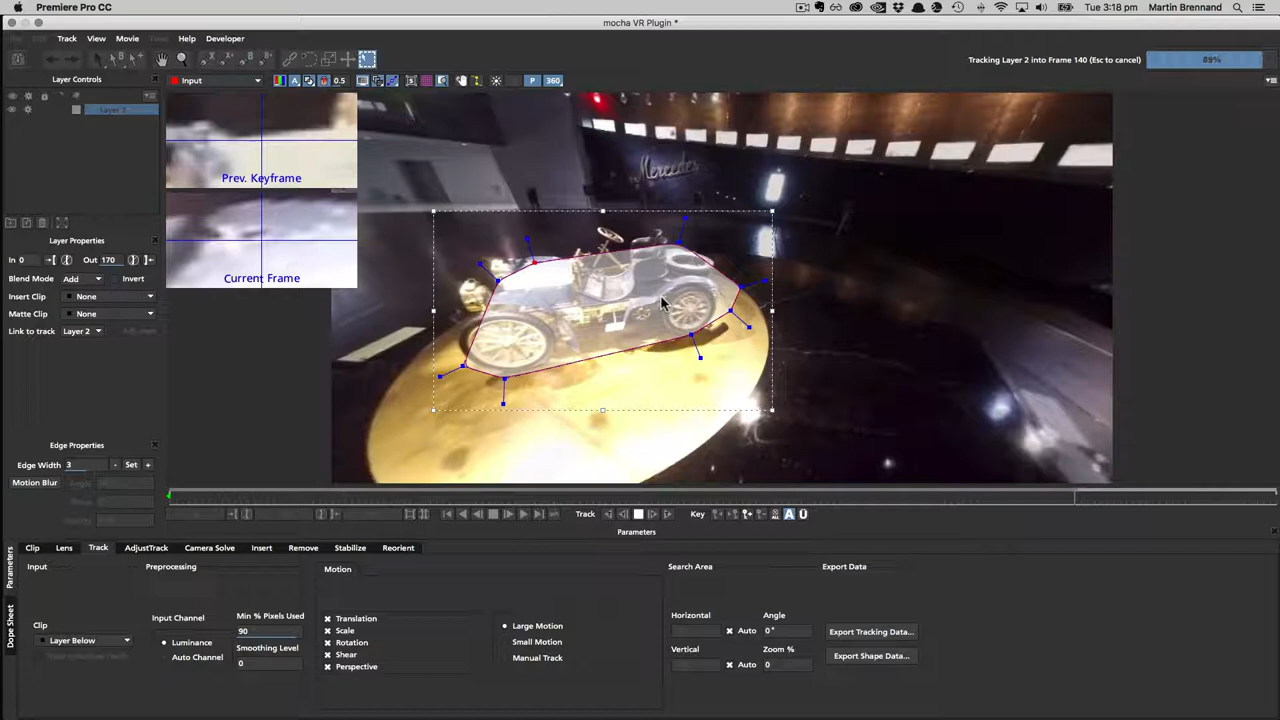 Premiere Pro CC
Tue 3:18 pm Martin Brennand
mocha VR Plugin *
Track View Movie Help Developer
Tracking Layer 2 into Frame 140 (Esc to cancel) 89%
Layer Controls
Input 0.5 P 360
Layer 2
Prev. Keyframe
Current Frame
Mercedes
Layer Properties
In 0 Out 170
Blend Mode Add Invert
Insert Clip None
Matte Clip None
Link to track Layer 2
Edge Properties
Edge Width 3 - Set +
Motion Blur
Track Key
Parameters
Clip Lens Track AdjustTrack Camera Solve Insert Remove Stabilize Reorient
Parameters
Dope Sheet
Input Preprocessing Motion Search Area Export Data
Clip
Layer Below
Input Channel
Luminance
Auto Channel
Min % Pixels Used
90
Smoothing Level
0
Translation
Scale
Rotation
Shear
Perspective
Large Motion
Small Motion
Manual Track
Horizontal
Auto
Vertical
Auto
Angle
0°
Zoom %
0
Export Tracking Data...
Export Shape Data...